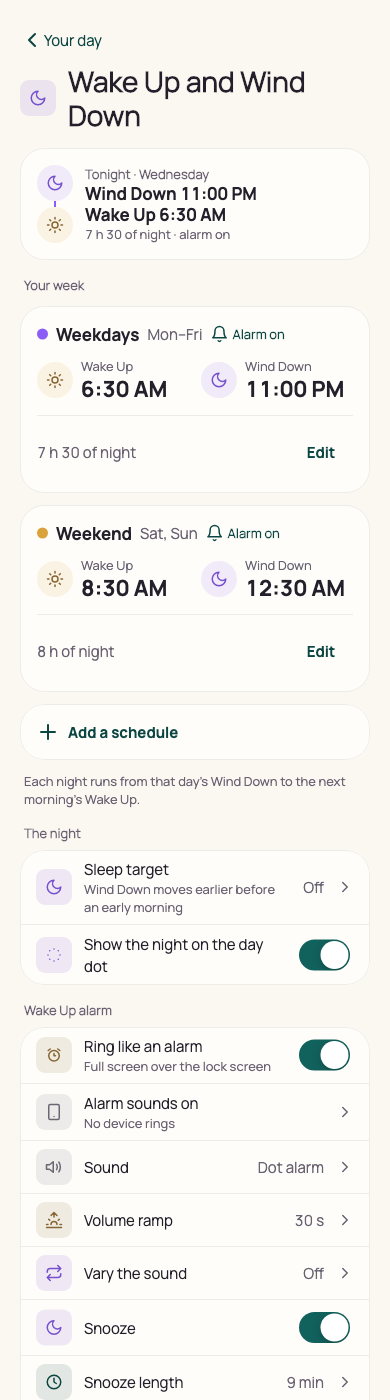 Your day
Wake Up and Wind
Down
Tonight · Wednesday
Wind Down 11:00 PM
Wake Up 6:30 AM
7 h 30 of night · alarm on
Your week
Weekdays Mon–Fri Alarm on
Wake Up Wind Down
6:30 AM 11:00 PM
7 h 30 of night Edit
Weekend Sat, Sun Alarm on
Wake Up Wind Down
8:30 AM 12:30 AM
8 h of night Edit
Add a schedule
Each night runs from that day's Wind Down to the next
morning's Wake Up.
The night
Sleep target
Wind Down moves earlier before
an early morning
Off
Show the night on the day
dot
Wake Up alarm
Ring like an alarm
Full screen over the lock screen
Alarm sounds on
No device rings
Sound Dot alarm
Volume ramp 30 s
Vary the sound Off
Snooze
Snooze length 9 min